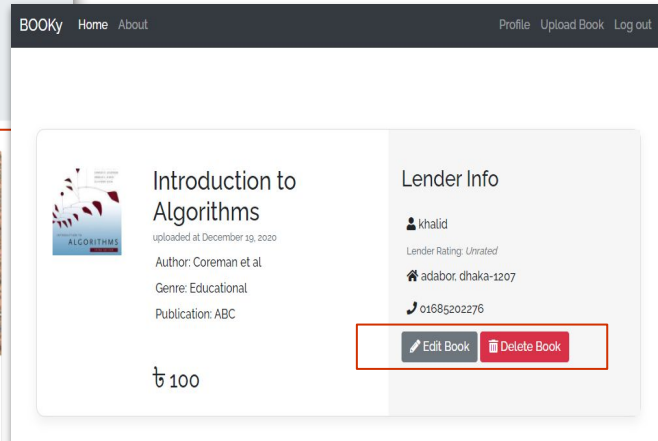 BOOKy Home About Profile Upload Book Log out
ALGORITHMS
Introduction to
Algorithms
uploaded at December 19, 2020
Author: Coreman et al
Genre: Educational
Publication: ABC
৳ 100
Lender Info
khalid
Lender Rating: Unrated
adabor, dhaka-1207
01685202276
Edit Book Delete Book